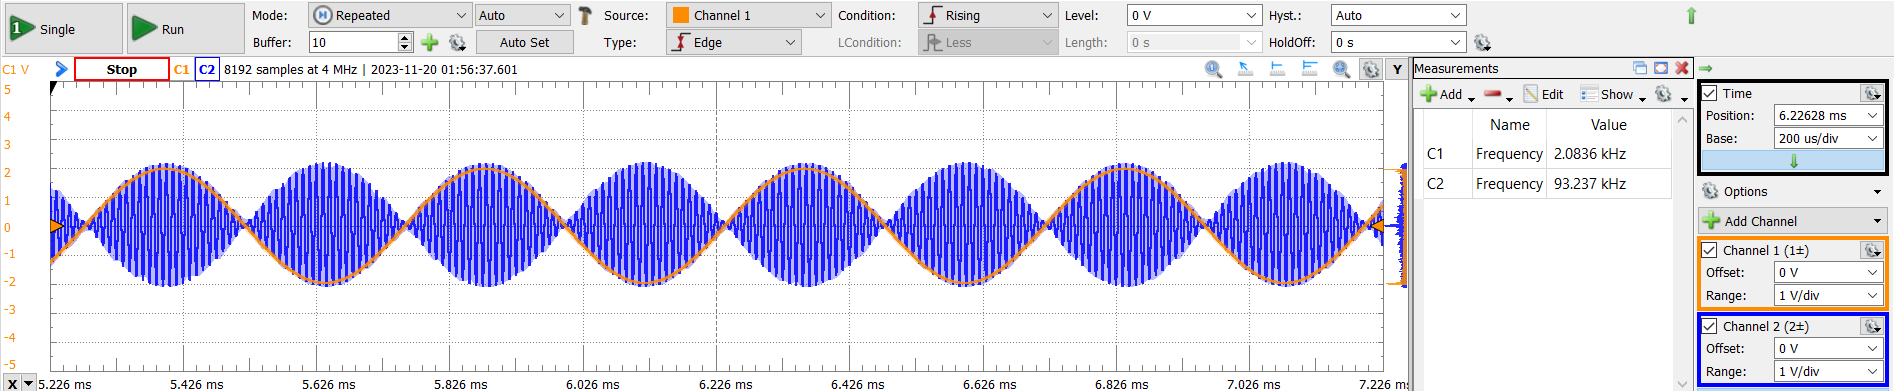 Single
Run
Mode: Repeated Auto Source: Channel 1 Condition: Rising Level: 0 V Hyst.: Auto
Buffer: 10 Auto Set Type: Edge LCondition: Less Length: 0 s HoldOff: 0 s
C1 V Stop C1 C2 8192 samples at 4 MHz | 2023-11-20 01:56:37.601 Y
5
4
3
2
1
0
-1
-2
-3
-4
-5
X 5.226 ms 5.426 ms 5.626 ms 5.826 ms 6.026 ms 6.226 ms 6.426 ms 6.626 ms 6.826 ms 7.026 ms 7.226 ms
Measurements
Add Edit Show
Name Value
C1 Frequency 2.0836 kHz
C2 Frequency 93.237 kHz
Time
Position: 6.22628 ms
Base: 200 us/div
Options
Add Channel
Channel 1 (1±)
Offset: 0 V
Range: 1 V/div
Channel 2 (2±)
Offset: 0 V
Range: 1 V/div